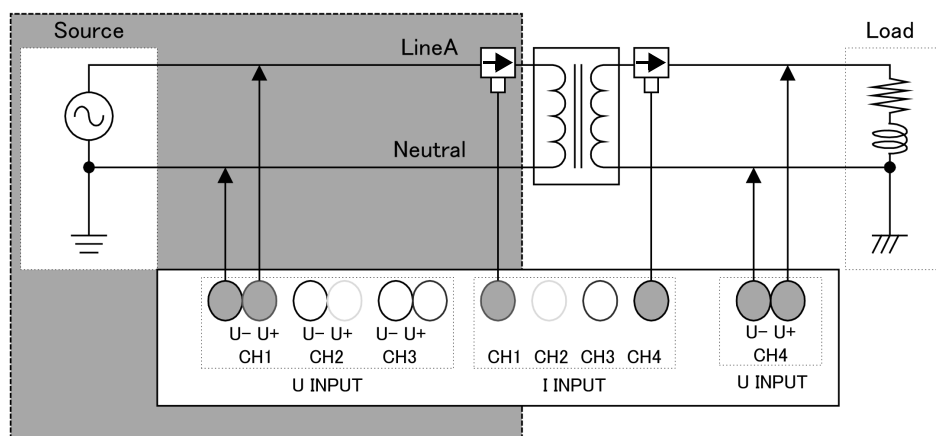 Source
LineA
Load
Neutral
U- U+
U- U+
U- U+
CH1
CH2
CH3
U INPUT
CH1
CH2
CH3
CH4
I INPUT
U- U+
CH4
U INPUT